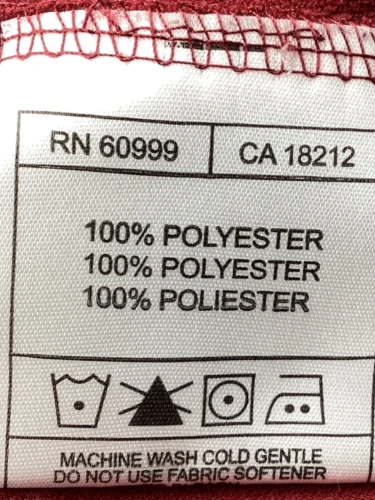 RN 60999 CA 18212
100% POLYESTER
100% POLYESTER
100% POLIESTER
MACHINE WASH COLD GENTLE
DO NOT USE FABRIC SOFTENER